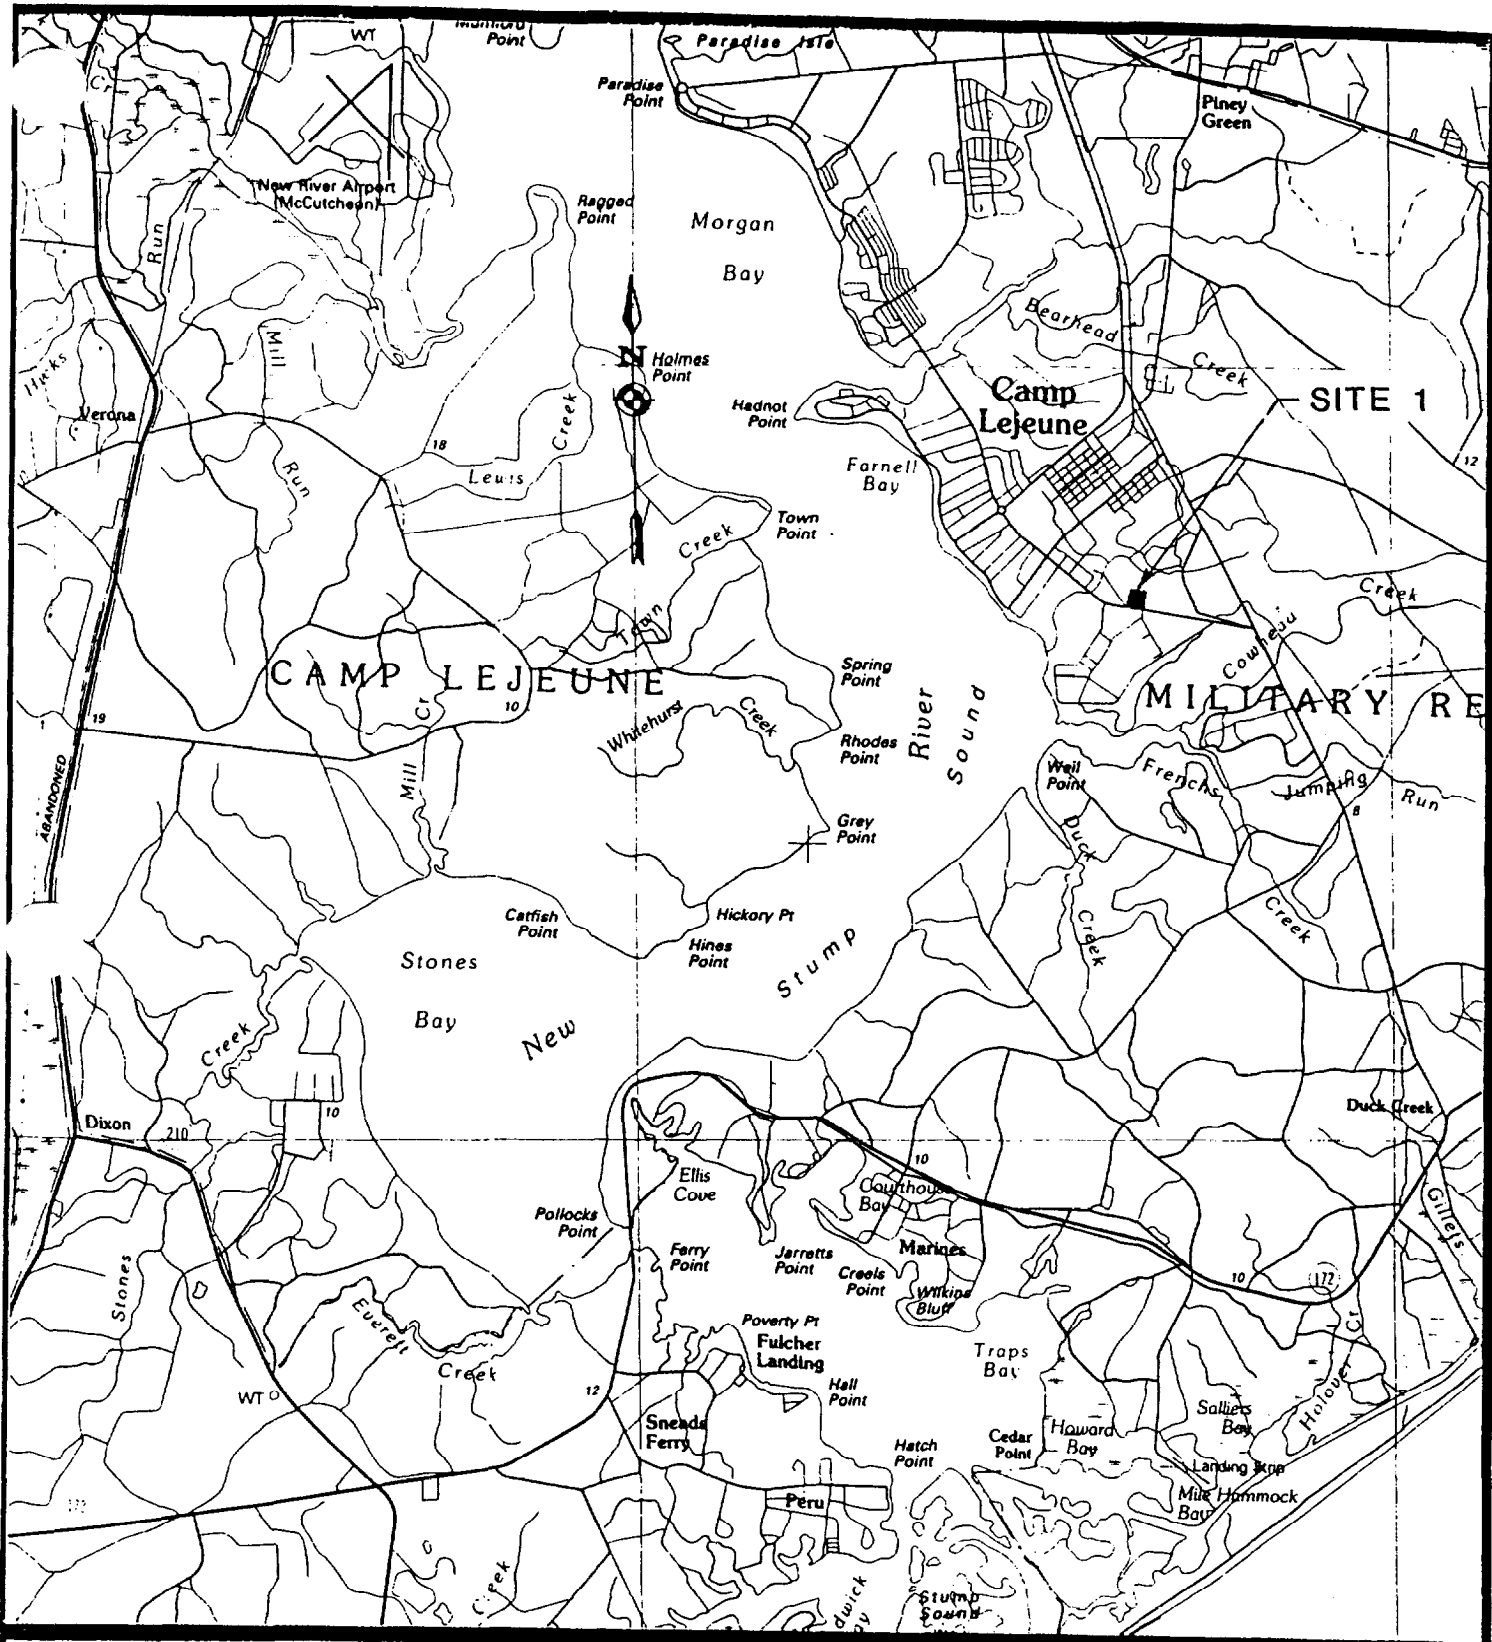 WT
Point
Paradise Isle
Cr
Paradise
Point
Piney
Green
New River Airport
(McCutcheon)
Ragged
Point
Morgan
Bay
Run
Bearhead
Creek
Mill
N
Holmes
Point
Hicks
Verona
Camp
Lejeune
SITE 1
Hadnot
Point
Creek
18
Lewis
Run
Farnell
Bay
12
Town
Point
Creek
Town
Creek
Cowhead
CAMP LEJEUNE
MILITARY RE
Spring
Point
River
Sound
Cr
10
1
19
Whitehurst
Creek
Rhodes
Point
Weil
Point
Frenchs
Jumping
Run
8
ABANDONED
Mill
Grey
Point
Duck
Creek
Creek
Catfish
Point
Hickory Pt
Hines
Point
Stump
Stones
Bay
New
Creek
10
Dixon
210
Duck Creek
10
Ellis
Cove
Courthouse
Bay
Pollocks
Point
Gillets
Ferry
Point
Jarretts
Point
Marines
Creels
Point
Wilkins
Bluff
10
172
Stones
Everett
Creek
Poverty Pt
Fulcher
Landing
Traps
Bay
Cr
Holover
WT
12
Hall
Point
Sneads
Ferry
Salliers
Bay
Cedar
Point
Howard
Bay
Hatch
Point
Landing Strip
Mile Hammock
Bay
172
Peru
Creek
Stump
Sound
dwick